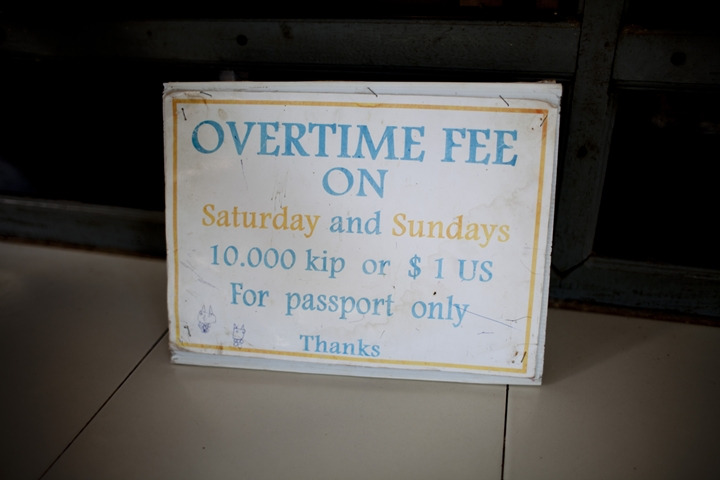 OVERTIME FEE
ON
Saturday and Sundays
10.000 kip or $ 1 US
For passport only
Thanks